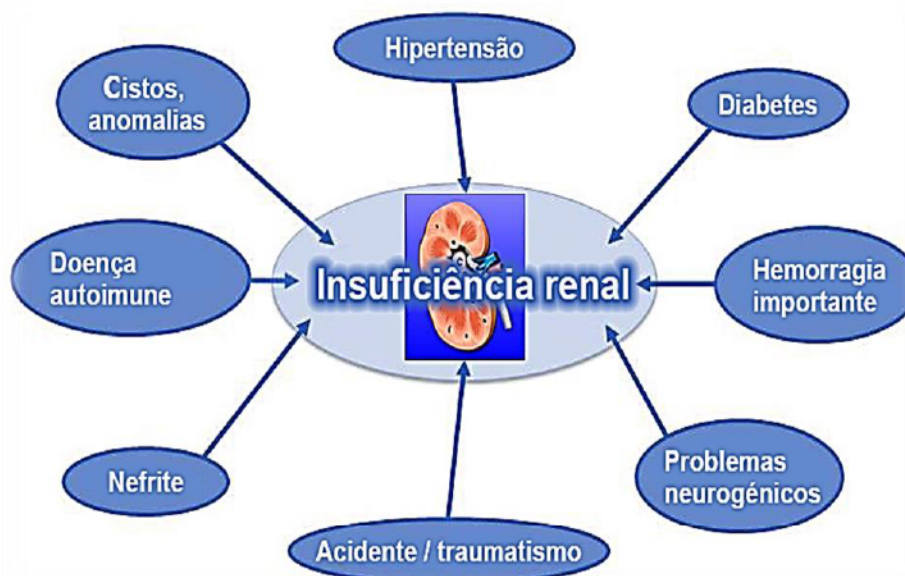 Hipertensão
Cistos,
anomalias
Diabetes
Doença
autoimune
Insuficiência renal
Hemorragia
importante
Nefrite
Problemas
neurogénicos
Acidente / traumatismo